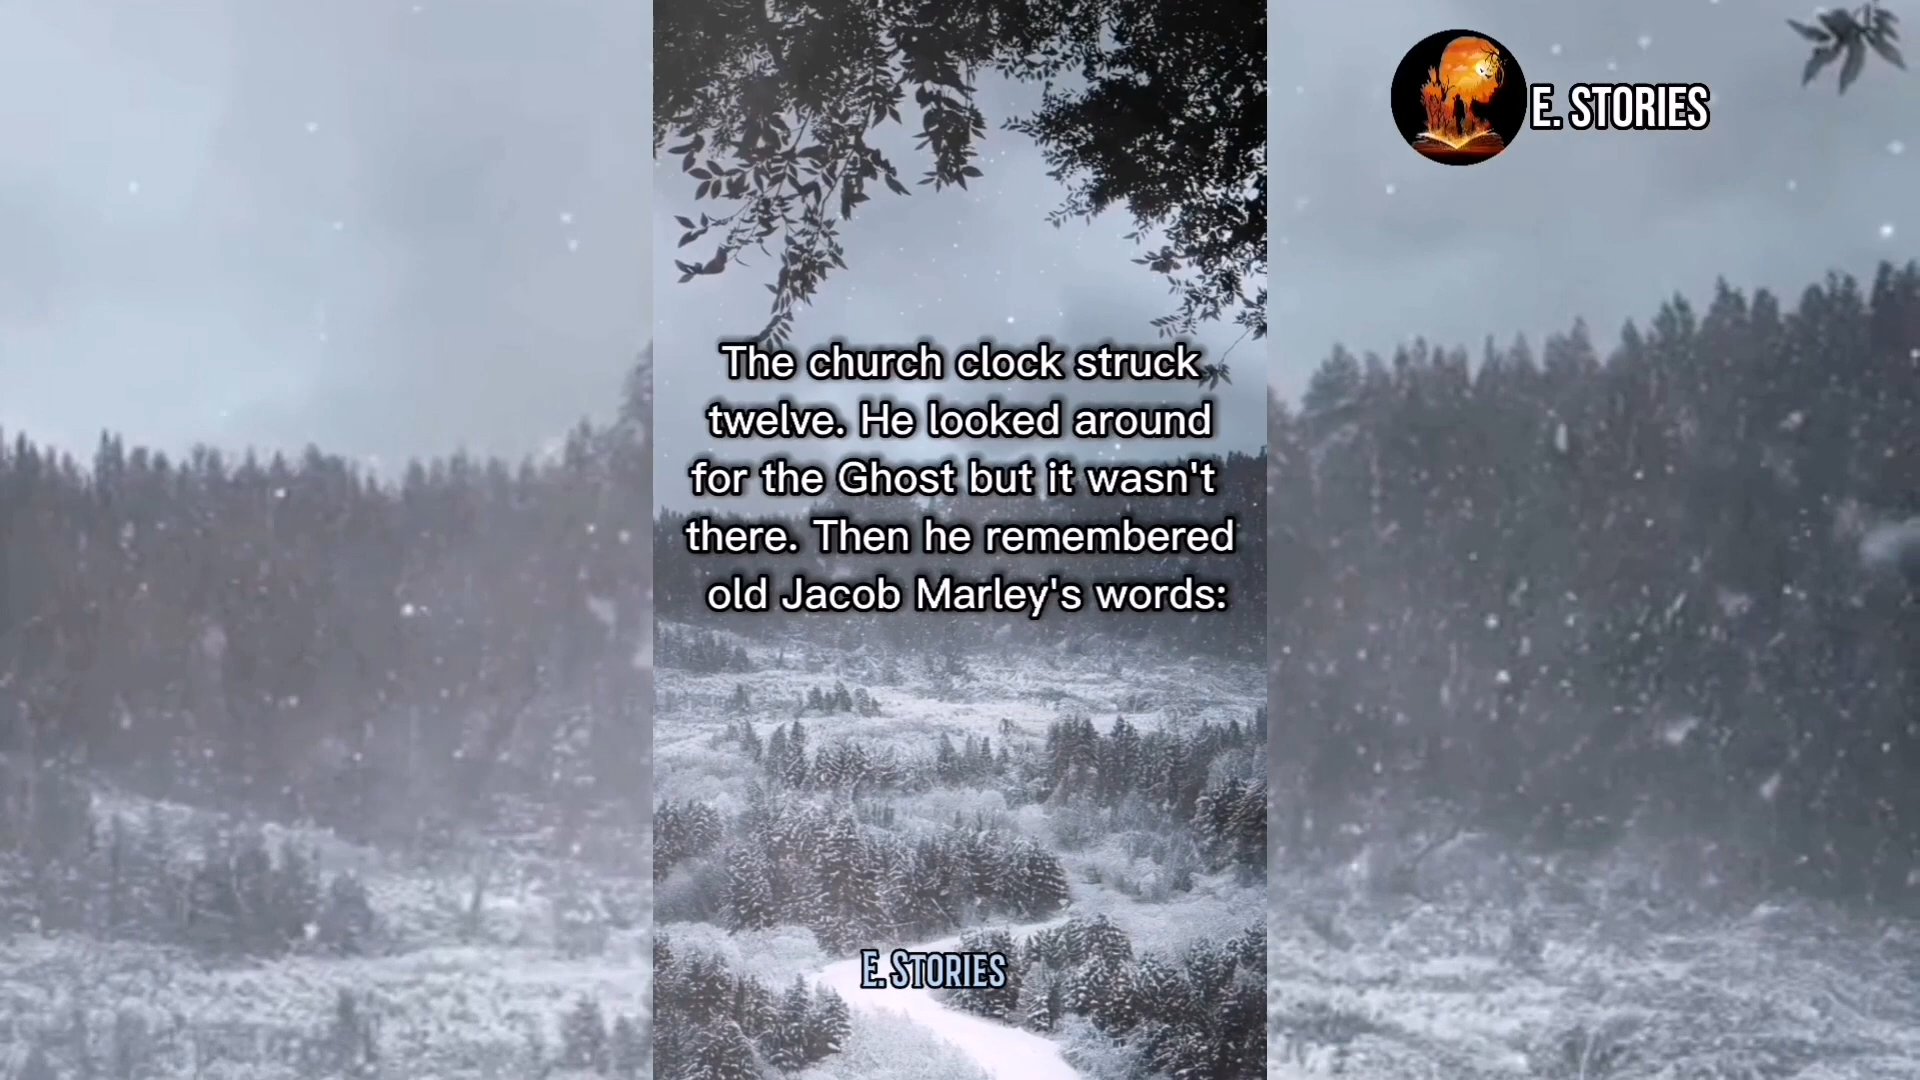 E. STORIES
The church clock struck
twelve. He looked around
for the Ghost but it wasn't
there. Then he remembered
old Jacob Marley's words:
E. STORIES